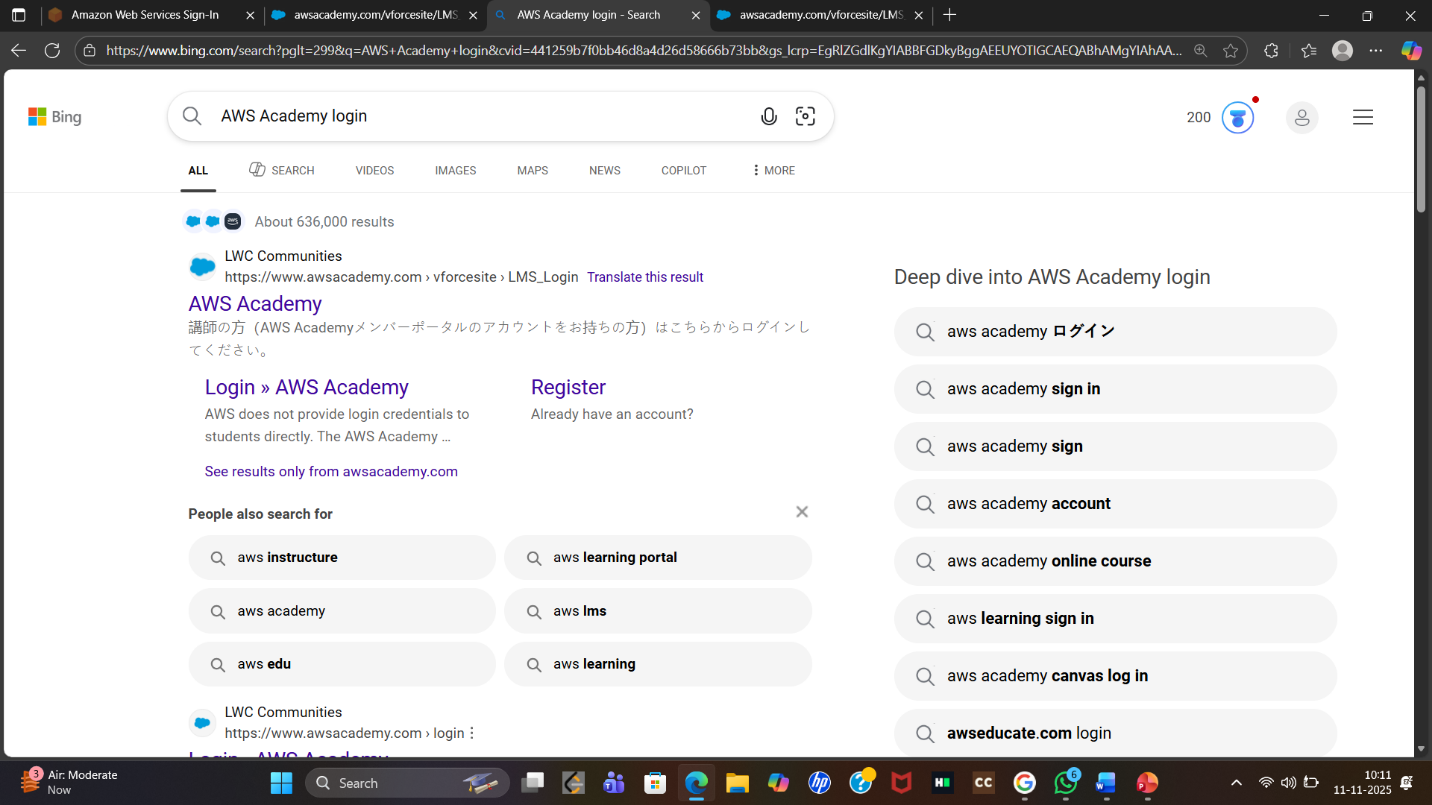 Amazon Web Services Sign-In
awsacademy.com/vforcesite/LMS_
AWS Academy login - Search
awsacademy.com/vforcesite/LMS_
https://www.bing.com/search?pglt=299&q=AWS+Academy+login&cvid=441259b7f0bb46d8a4d26d58666b73bb&gs_lcrp=EgRlZGdlKgYIABBFGDkyBggAEEUYOTIGCAEQABhAMgYIAhAA...
Bing
AWS Academy login
200
ALL
SEARCH
VIDEOS
IMAGES
MAPS
NEWS
COPILOT
MORE
aws
About 636,000 results
LWC Communities
https://www.awsacademy.com › vforcesite › LMS_Login Translate this result
AWS Academy
講師の方（AWS Academyメンバーポータルのアカウントをお持ちの方）はこちらからログインし
てください。
Login » AWS Academy
AWS does not provide login credentials to
students directly. The AWS Academy ...
Register
Already have an account?
See results only from awsacademy.com
People also search for
aws instructure
aws learning portal
aws academy
aws lms
aws edu
aws learning
LWC Communities
https://www.awsacademy.com › login
Login » AWS Academy
Deep dive into AWS Academy login
aws academy ログイン
aws academy sign in
aws academy sign
aws academy account
aws academy online course
aws learning sign in
aws academy canvas log in
awseducate.com login
3
Air: Moderate
Now
Search
hp
H
CC
6
10:11
11-11-2025